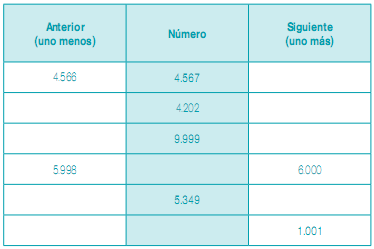 Anterior
(uno menos)
Número
Siguiente
(uno más)
4.566
4.567
4.202
9.999
5.998
6.000
5.349
1.001